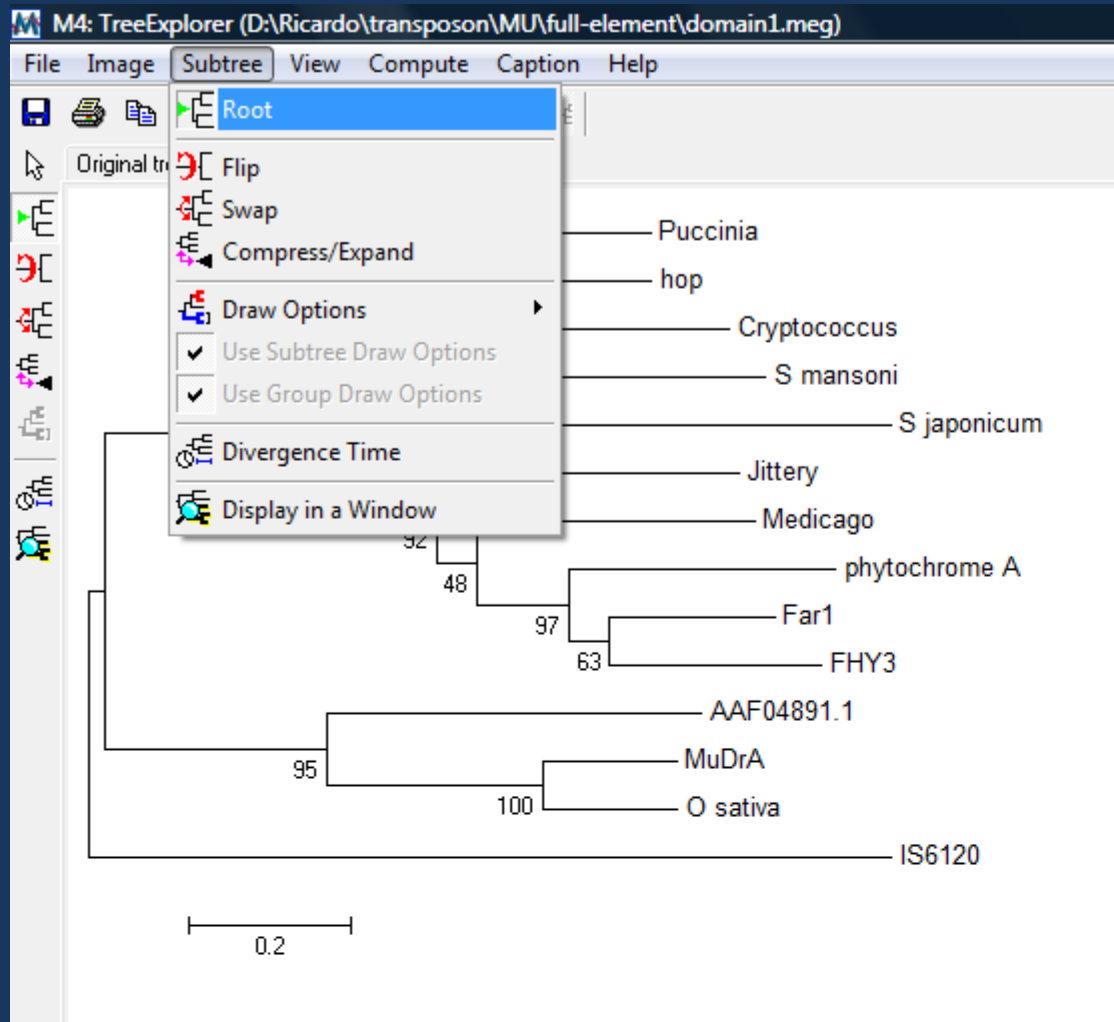 M4: TreeExplorer (D:\Ricardo\transposon\MU\full-element\domain1.meg)
File Image Subtree View Compute Caption Help
Root
Original tr
Flip
Swap
Compress/Expand
Draw Options
Use Subtree Draw Options
Use Group Draw Options
Divergence Time
Display in a Window
Puccinia
hop
Cryptococcus
S mansoni
S japonicum
Jittery
Medicago
92
48
phytochrome A
97
Far1
63
FHY3
AAF04891.1
95
MuDrA
100
O sativa
IS6120
0.2